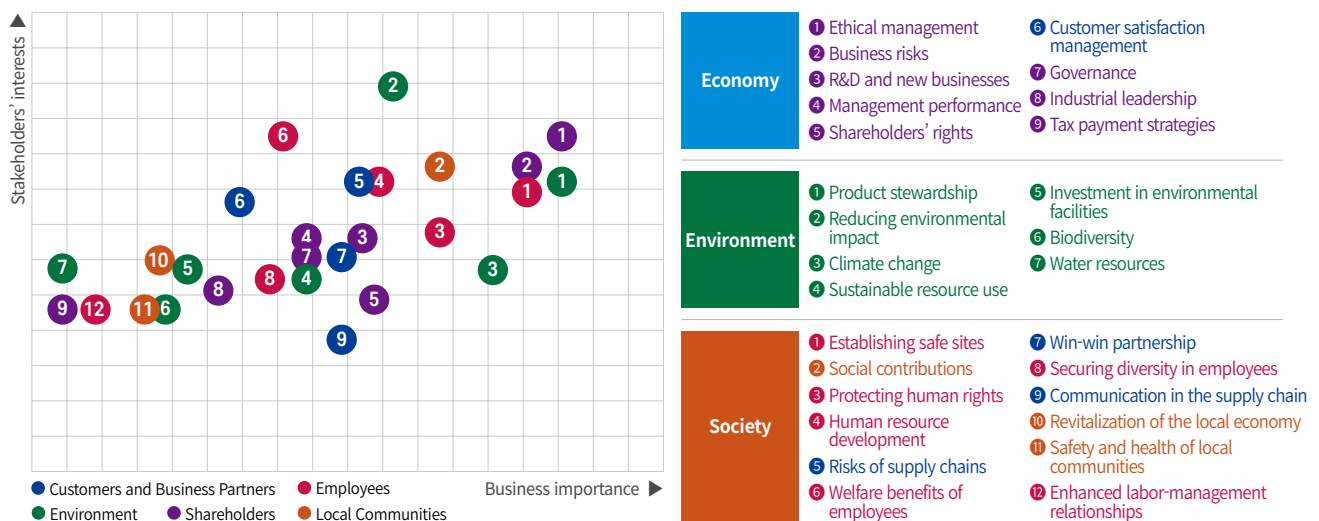 Stakeholders' interests
2
6
1
2
5
4
2
1
1
6
3
4
3
7
7
10
7
5
8
4
3
8
5
9
12
11
6
9
Customers and Business Partners
Employees
Business importance
Environment
Shareholders
Local Communities
Economy
1 Ethical management
2 Business risks
3 R&D and new businesses
4 Management performance
5 Shareholders' rights
6 Customer satisfaction
management
7 Governance
8 Industrial leadership
9 Tax payment strategies
Environment
1 Product stewardship
2 Reducing environmental
impact
3 Climate change
4 Sustainable resource use
5 Investment in environmental
facilities
6 Biodiversity
7 Water resources
Society
1 Establishing safe sites
2 Social contributions
3 Protecting human rights
4 Human resource
development
5 Risks of supply chains
6 Welfare benefits of
employees
7 Win-win partnership
8 Securing diversity in employees
9 Communication in the supply chain
10 Revitalization of the local economy
11 Safety and health of local
communities
12 Enhanced labor-management
relationships